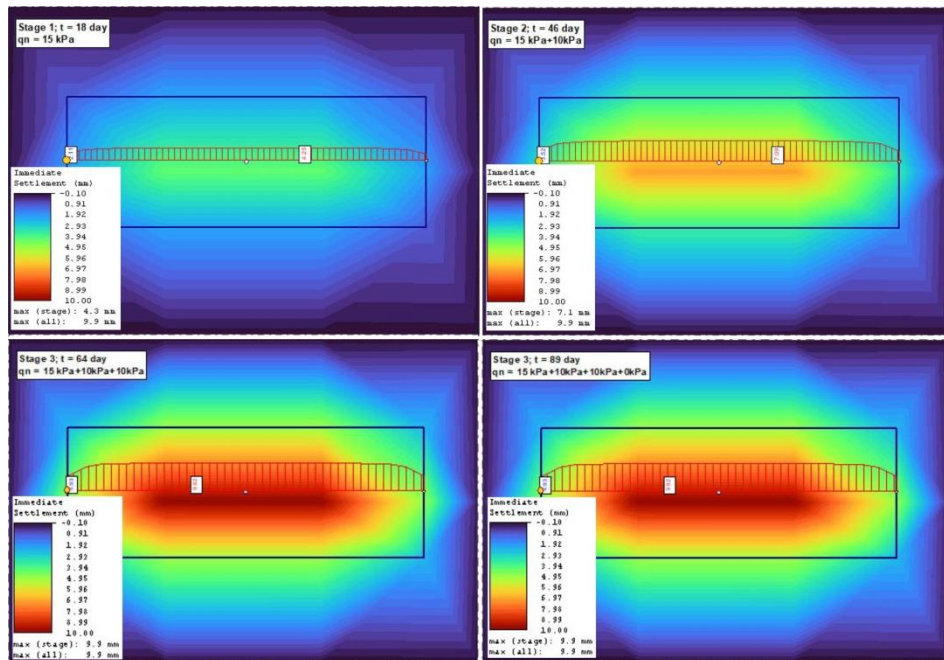 Stage 1; t = 18 day
qn = 15 kPa
4.25
Immediate
Settlement (mm)
-0.10
0.91
1.92
2.93
3.94
4.95
5.96
6.97
7.98
8.99
10.00
max (stage): 4.3 mm
max (all): 9.9 mm
Stage 2; t = 46 day
qn = 15 kPa+10kPa
Immediate
Settlement (mm)
-0.10
0.91
1.92
2.93
3.94
4.95
5.96
6.97
7.98
8.99
10.00
max (stage): 7.1 mm
max (all): 9.9 mm
Stage 3; t = 64 day
qn = 15 kPa+10kPa+10kPa
Immediate
Settlement (mm)
-0.10
0.91
1.92
2.93
3.94
4.95
5.96
6.97
7.98
8.99
10.00
max (stage): 9.9 mm
max (all): 9.9 mm
Stage 3; t = 89 day
qn = 15 kPa+10kPa+10kPa+0kPa
Immediate
Settlement (mm)
-0.10
0.91
1.92
2.93
3.94
4.95
5.96
6.97
7.98
8.99
10.00
max (stage): 9.9 mm
max (all): 9.9 mm